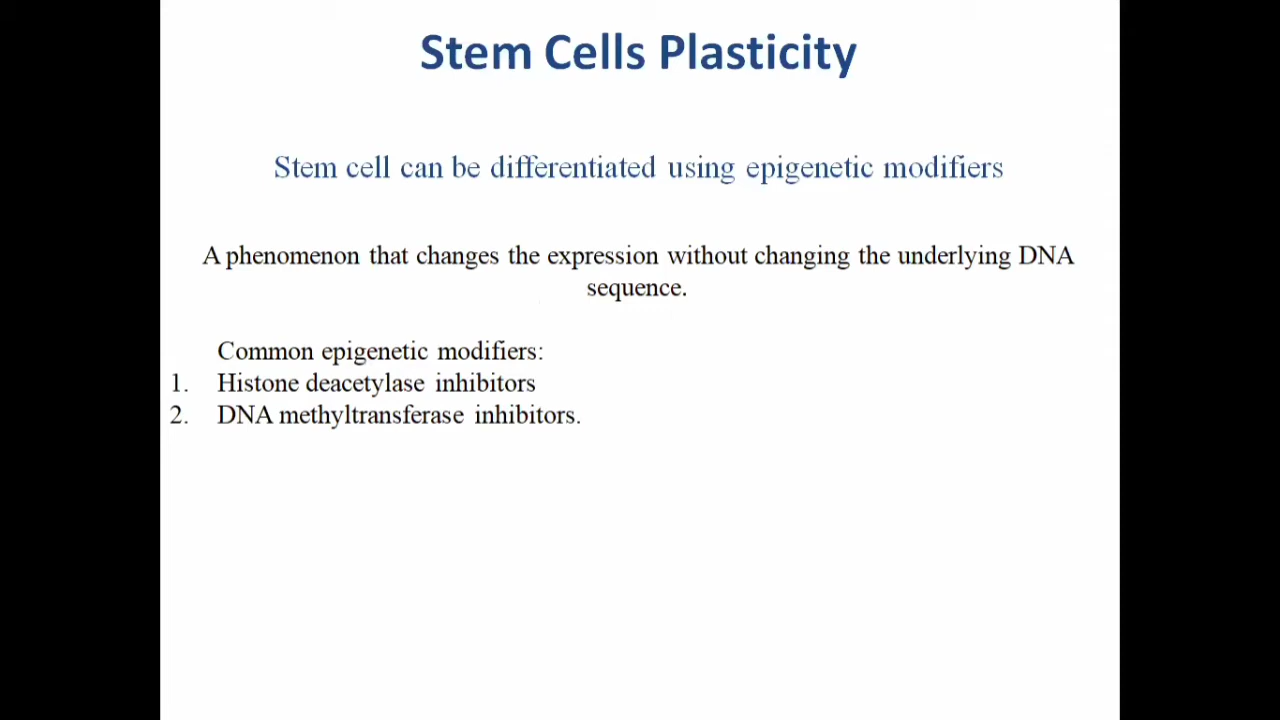 Stem Cells Plasticity
Stem cell can be differentiated using epigenetic modifiers
A phenomenon that changes the expression without changing the underlying DNA
sequence.
Common epigenetic modifiers:
1. Histone deacetylase inhibitors
2. DNA methyltransferase inhibitors.